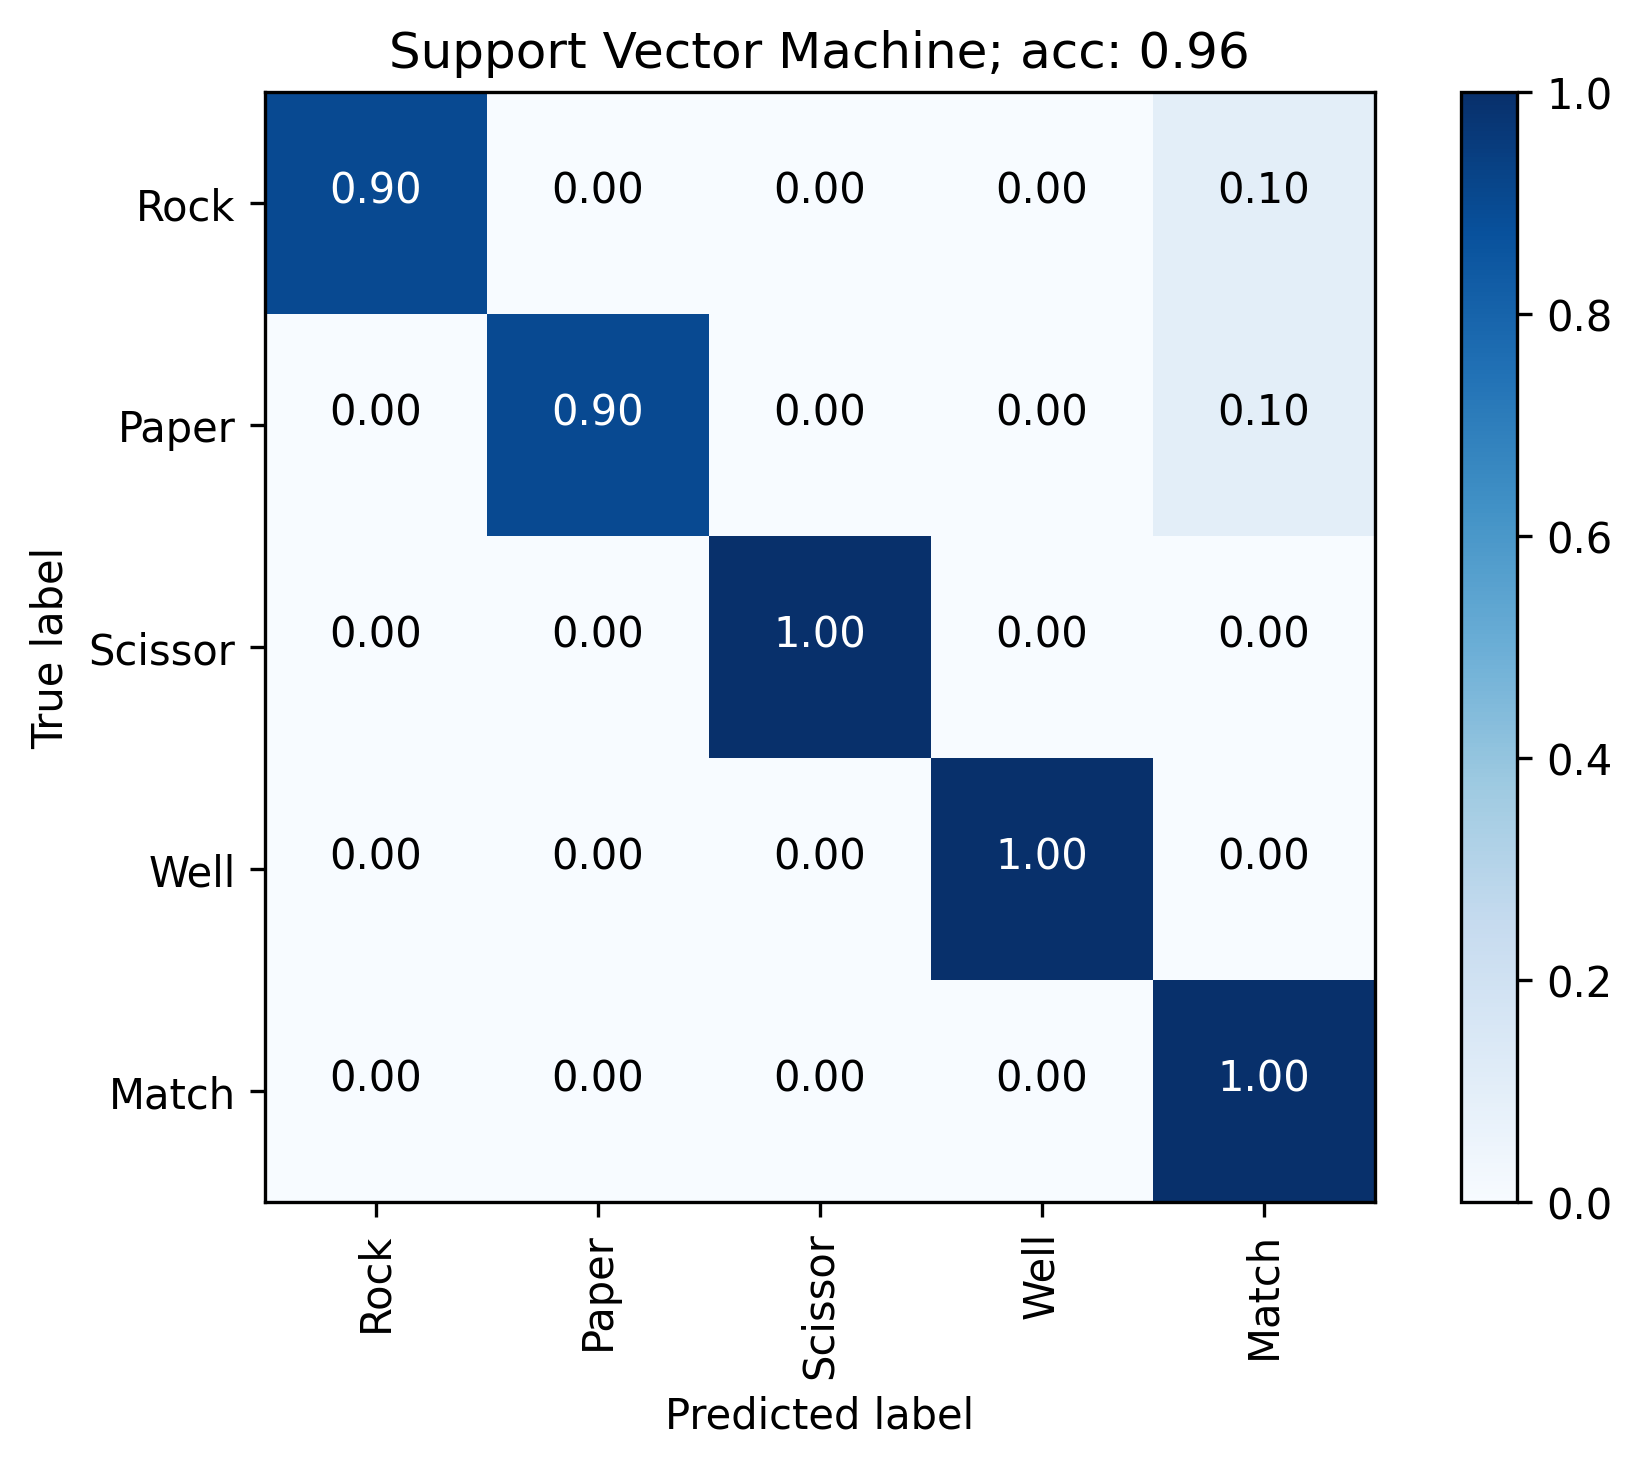 Support Vector Machine; acc: 0.96
Rock 0.90 0.00 0.00 0.00 0.10
Paper 0.00 0.90 0.00 0.00 0.10
Scissor 0.00 0.00 1.00 0.00 0.00
Well 0.00 0.00 0.00 1.00 0.00
Match 0.00 0.00 0.00 0.00 1.00
True label
Rock Paper Scissor Well Match
Predicted label
1.0
0.8
0.6
0.4
0.2
0.0